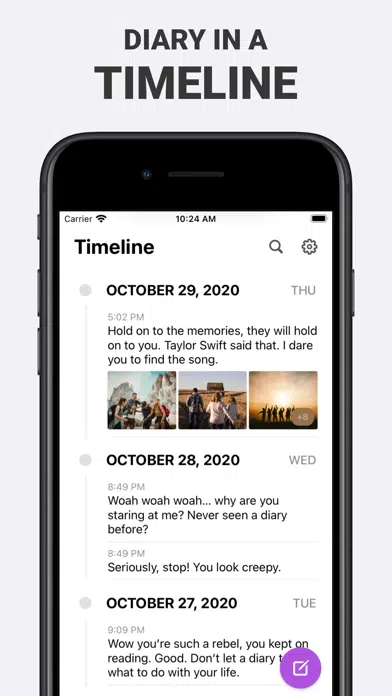 DIARY IN A
TIMELINE
Carrier 10:24 AM
Timeline
OCTOBER 29, 2020 THU
5:02 PM
Hold on to the memories, they will hold
on to you. Taylor Swift said that. I dare
you to find the song.
+8
OCTOBER 28, 2020 WED
8:49 PM
Woah woah woah... why are you
staring at me? Never seen a diary
before?
8:49 PM
Seriously, stop! You look creepy.
OCTOBER 27, 2020 TUE
9:09 PM
Wow you're such a rebel, you kept on
reading. Good. Don't let a diary
what to do with your life.